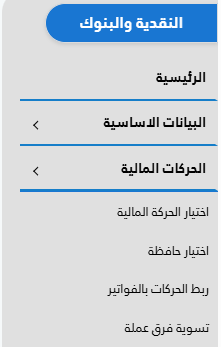 النقدية والبنوك
الرئيسية
البيانات الاساسية
الحركات المالية
اختيار الحركة المالية
اختيار حافظة
ربط الحركات بالفواتير
تسوية فرق عملة